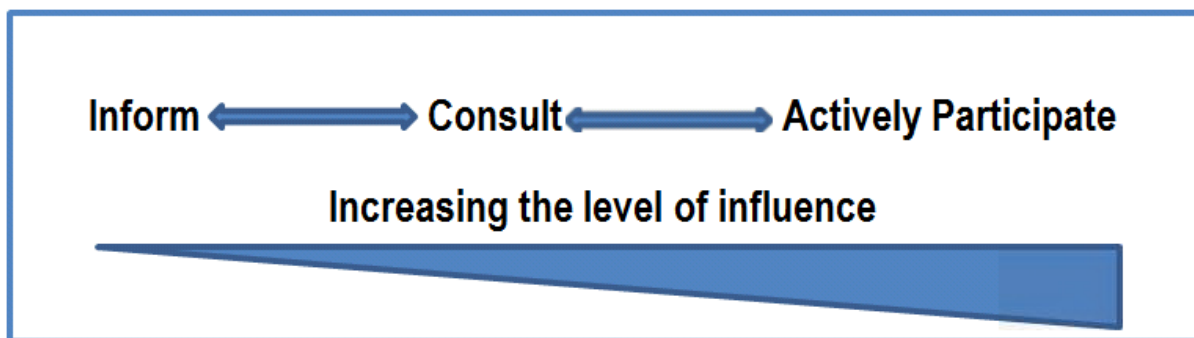 Inform Consult Actively Participate
Increasing the level of influence